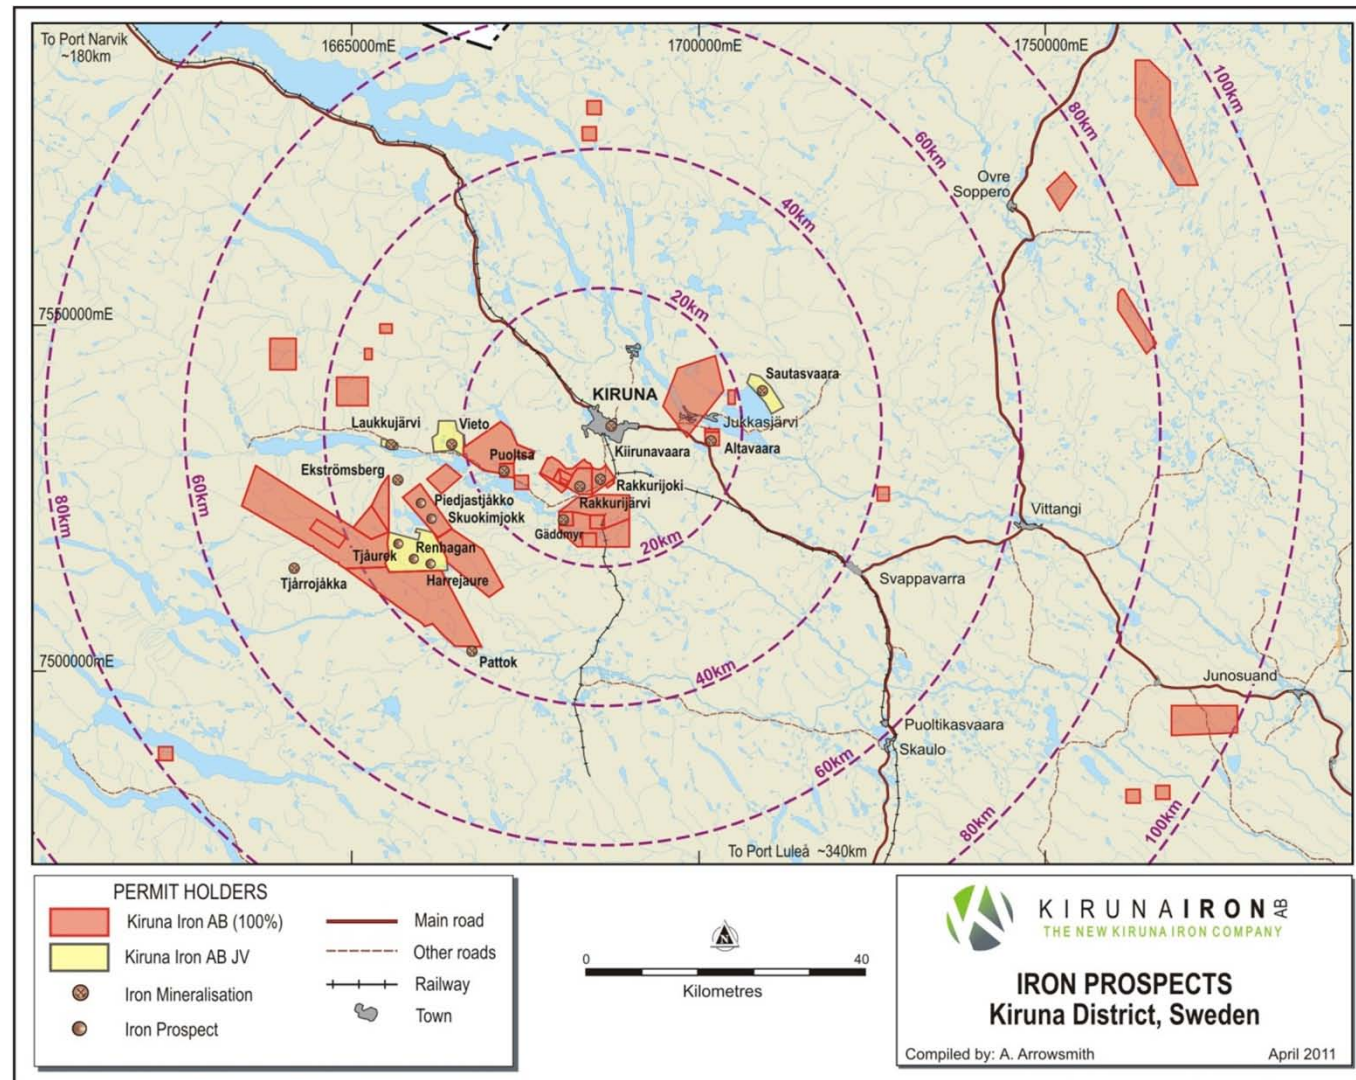 To Port Narvik
~180km
1665000mE
1700000mE
1750000mE
100km
80km
60km
Ovre
Soppero
40km
20km
7550000mE
Sautasvaara
KIRUNA
Laukkujärvi
Vieto
Jukkasjärvi
Kiirunavaara
Altavaara
Puoltsa
Ekströmsberg
Rakkurijoki
Piedjastjåkko
Rakkurijärvi
60km
80km
Skuokimjokk
Vittangi
Gäddmyr
20km
Renhagan
Tjåurek
Tjårrojåkka
Harrejaure
Svappavarra
7500000mE
Pattok
40km
Junosuand
Puoltikasvaara
Skaulo
60km
80km
100km
To Port Luleå ~340km
PERMIT HOLDERS
Kiruna Iron AB (100%)
Kiruna Iron AB JV
Iron Mineralisation
Iron Prospect
Main road
Other roads
Railway
Town
N
0 40
Kilometres
KIRUNAIRON AB
THE NEW KIRUNA IRON COMPANY
IRON PROSPECTS
Kiruna District, Sweden
Compiled by: A. Arrowsmith April 2011